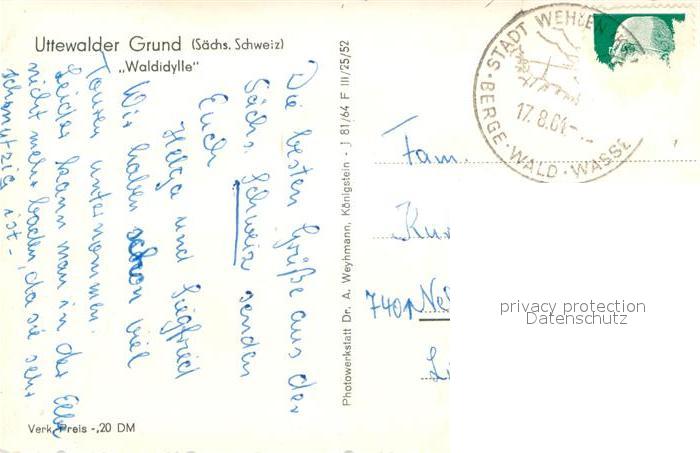 Uttewalder Grund (Sächs. Schweiz)
„Waldidylle“
Die besten Grüße aus der
Sächs. Schweiz senden
Euch
Helga und Siegfried
Wir haben schon viel
Touren unternommen.
Leider kann man in der Elbe
nicht mehr baden, da sie sehr
schmutzig ist.-
Verk. Preis -,20 DM
Photowerkstatt Dr. A. Weyhmann, Königstein · J 81/64 F III/25/52
STADT WEHLEN
17.8.64-
BERGE · WALD · WASSE
Fam.
7401
privacy protection
Datenschutz